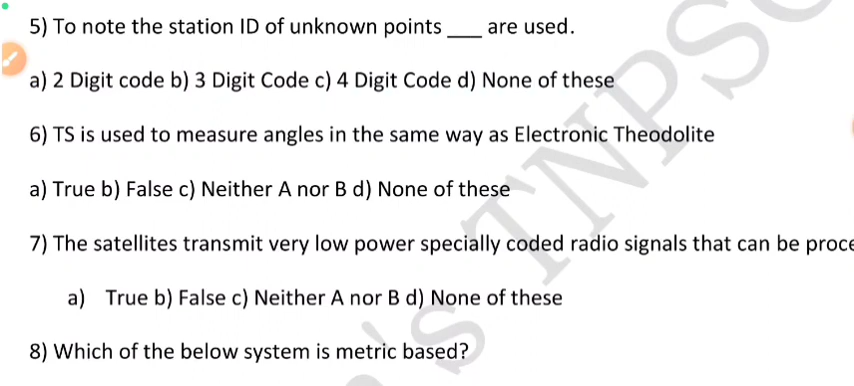 5) To note the station ID of unknown points ___ are used.
a) 2 Digit code b) 3 Digit Code c) 4 Digit Code d) None of these
6) TS is used to measure angles in the same way as Electronic Theodolite
a) True b) False c) Neither A nor B d) None of these
7) The satellites transmit very low power specially coded radio signals that can be proce
a) True b) False c) Neither A nor B d) None of these
8) Which of the below system is metric based?
's TNPS